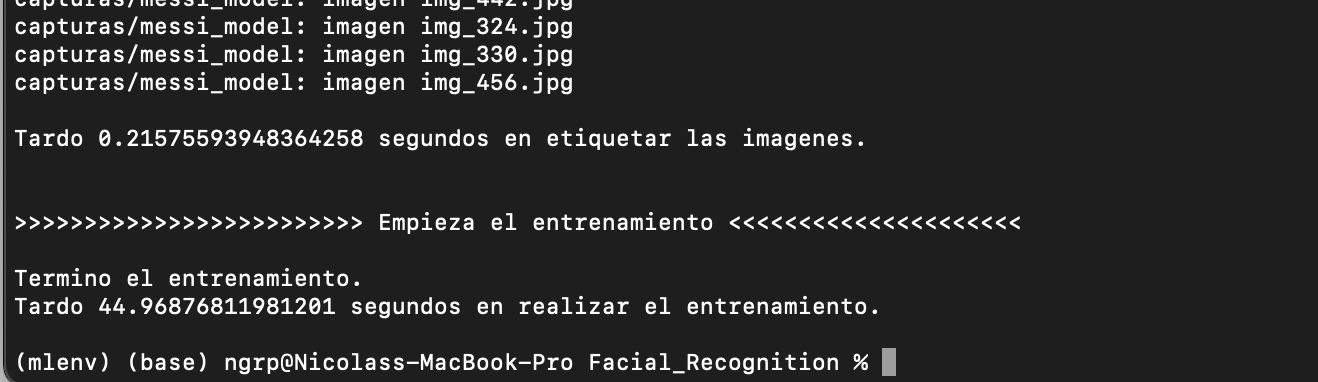 capturas/messi_model: imagen img_442.jpg
capturas/messi_model: imagen img_324.jpg
capturas/messi_model: imagen img_330.jpg
capturas/messi_model: imagen img_456.jpg
Tardo 0.21575593948364258 segundos en etiquetar las imagenes.
>>>>>>>>>>>>>>>>>>>>>>>>> Empieza el entrenamiento <<<<<<<<<<<<<<<<<<<<<
Termino el entrenamiento.
Tardo 44.96876811981201 segundos en realizar el entrenamiento.
(mlenv) (base) ngrp@Nicolass-MacBook-Pro Facial_Recognition %